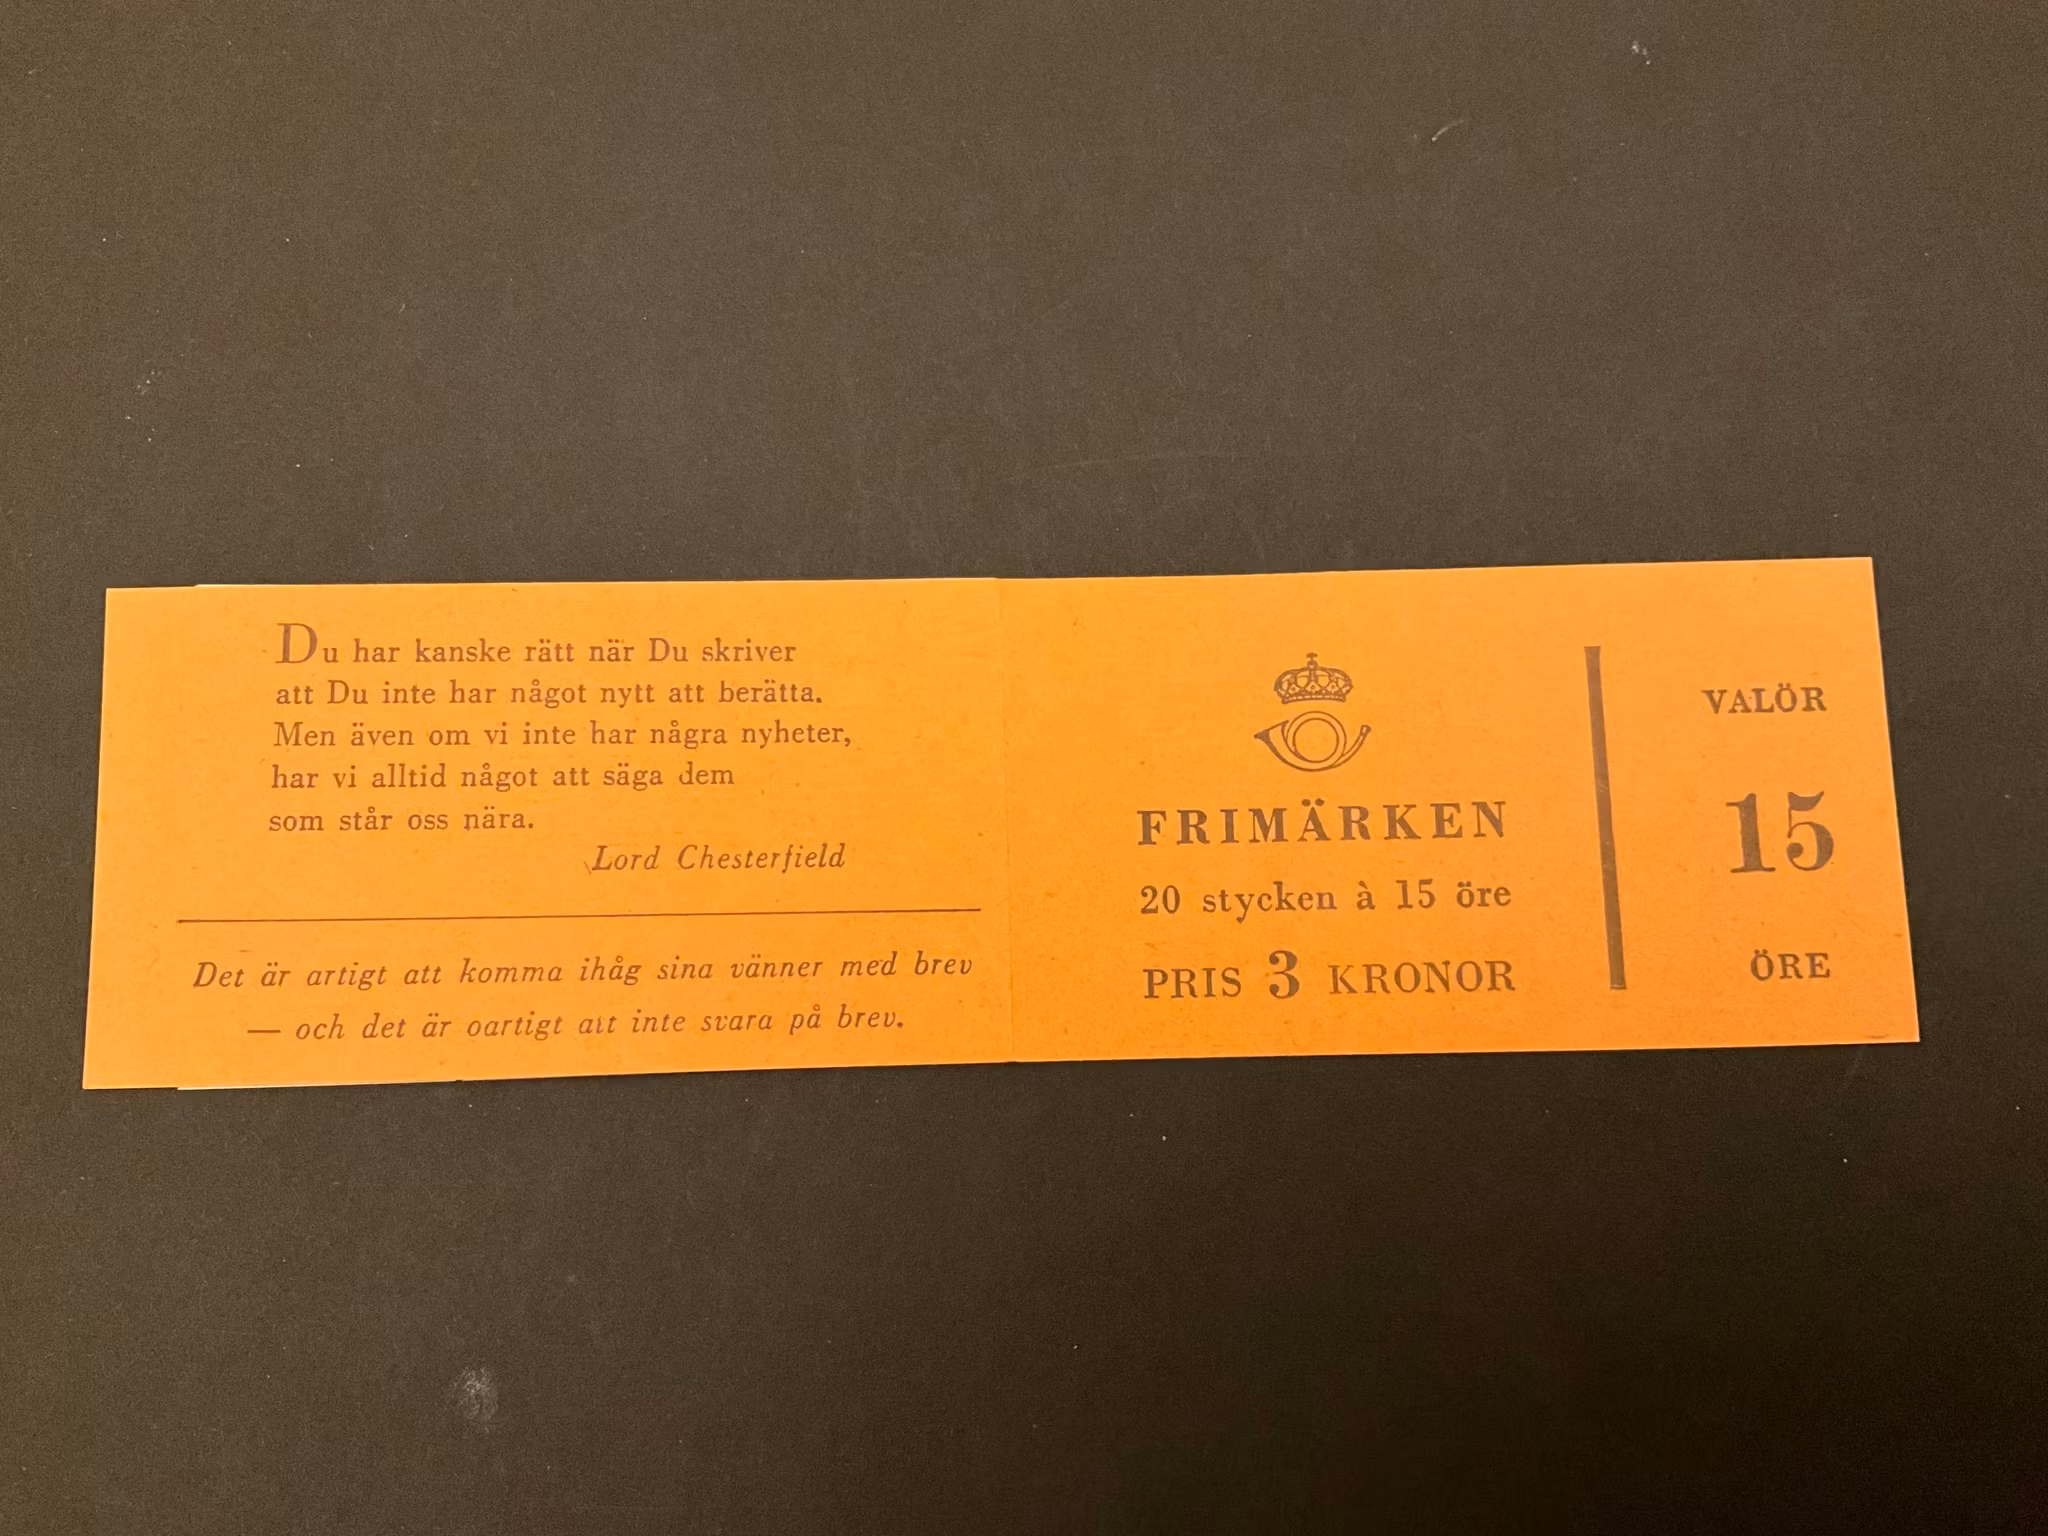 Du har kanske rätt när Du skriver
att Du inte har något nytt att berätta.
Men även om vi inte har några nyheter,
har vi alltid något att säga dem
som står oss nära.
Lord Chesterfield
Det är artigt att komma ihåg sina vänner med brev
— och det är oartigt att inte svara på brev.
FRIMÄRKEN
20 stycken à 15 öre
PRIS 3 KRONOR
VALÖR
15
ÖRE